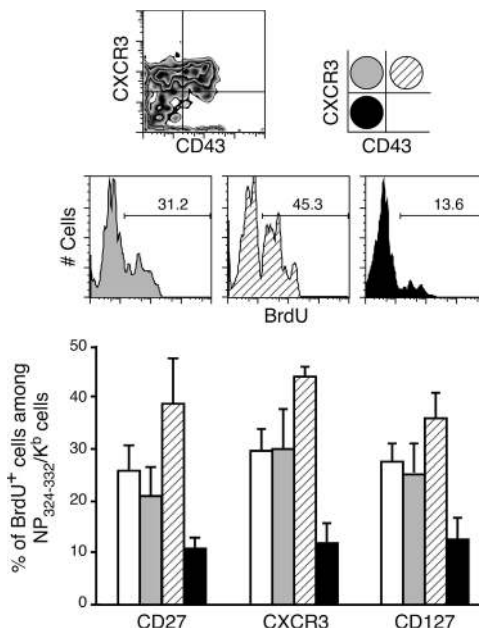 CXCR3
CD43
CXCR3
CD43
# Cells
31.2
45.3
13.6
BrdU
% of BrdU+ cells among
NP324-332/Kb cells
50
40
30
20
10
0
CD27
CXCR3
CD127